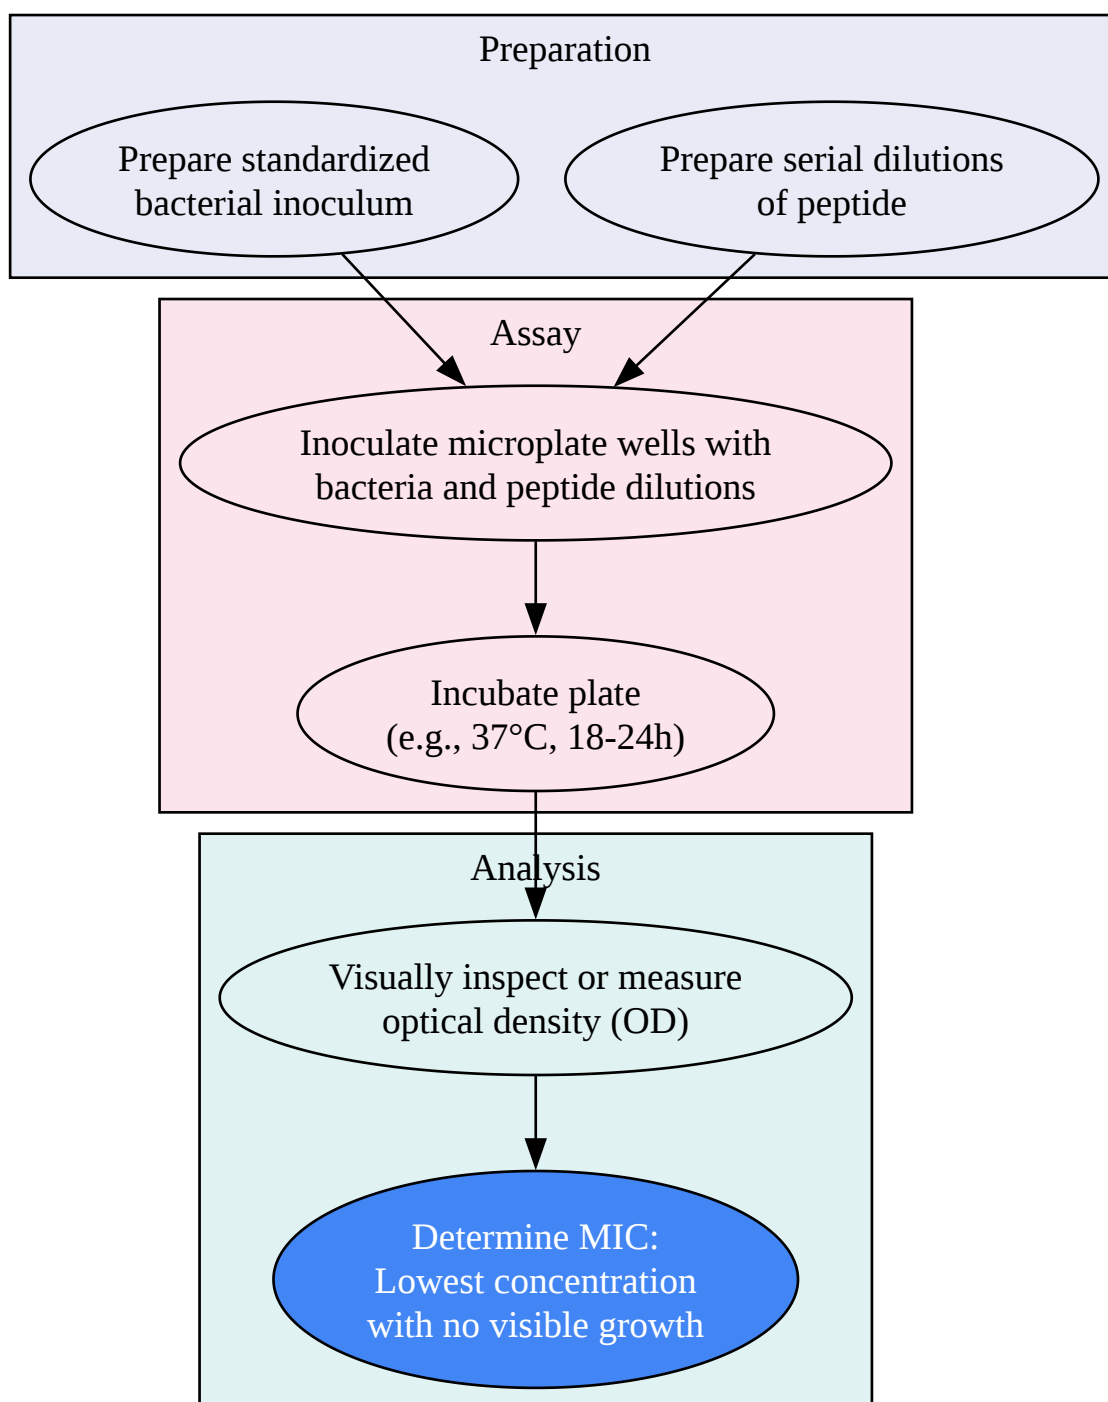 Preparation
Prepare standardized
bacterial inoculum
Prepare serial dilutions
of peptide
Assay
Inoculate microplate wells with
bacteria and peptide dilutions
Incubate plate
(e.g., 37°C, 18-24h)
Analysis
Visually inspect or measure
optical density (OD)
Determine MIC:
Lowest concentration
with no visible growth